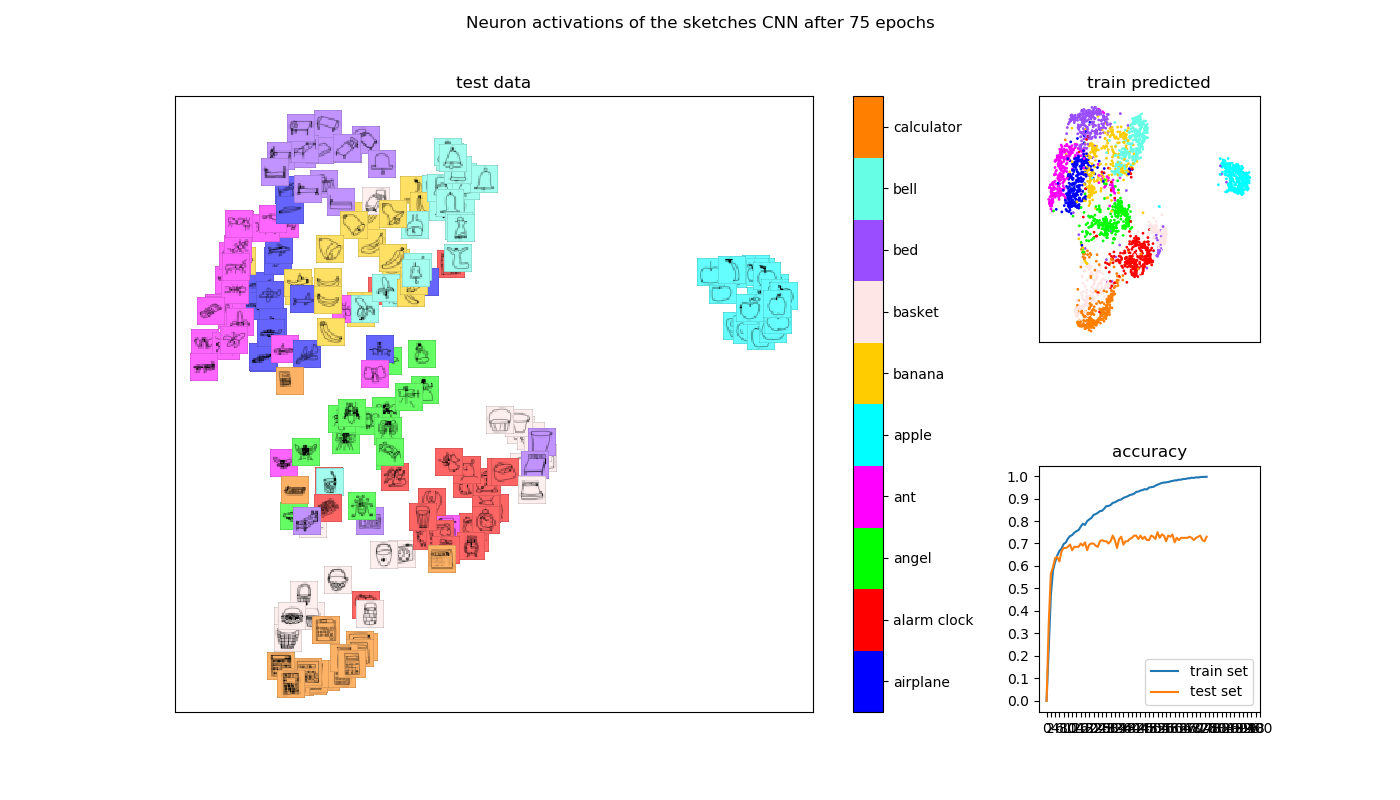 Neuron activations of the sketches CNN after 75 epochs
test data
calculator
bell
bed
basket
banana
apple
ant
angel
alarm clock
airplane
train predicted
accuracy
1.0
0.9
0.8
0.7
0.6
0.5
0.4
0.3
0.2
0.1
0.0
train set
test set